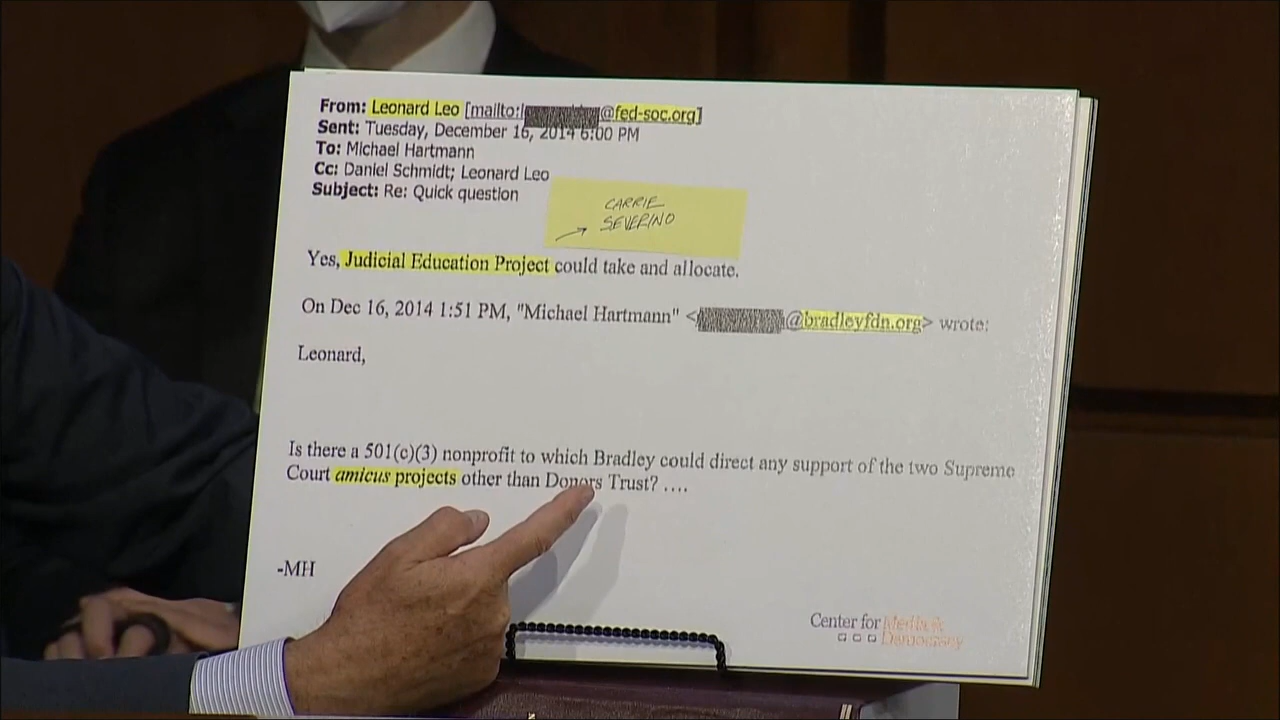 From: Leonard Leo [mailto: @fed-soc.org]
Sent: Tuesday, December 16, 2014 6:00 PM
To: Michael Hartmann
Cc: Daniel Schmidt; Leonard Leo
Subject: Re: Quick question
CARRIE
SEVERINO
Yes, Judicial Education Project could take and allocate.
On Dec 16, 2014 1:51 PM, "Michael Hartmann" < @bradleyfdn.org> wrote:
Leonard,
Is there a 501(c)(3) nonprofit to which Bradley could direct any support of the two Supreme
Court amicus projects other than Donors Trust? ....
-MH
Center for Media &
Democracy